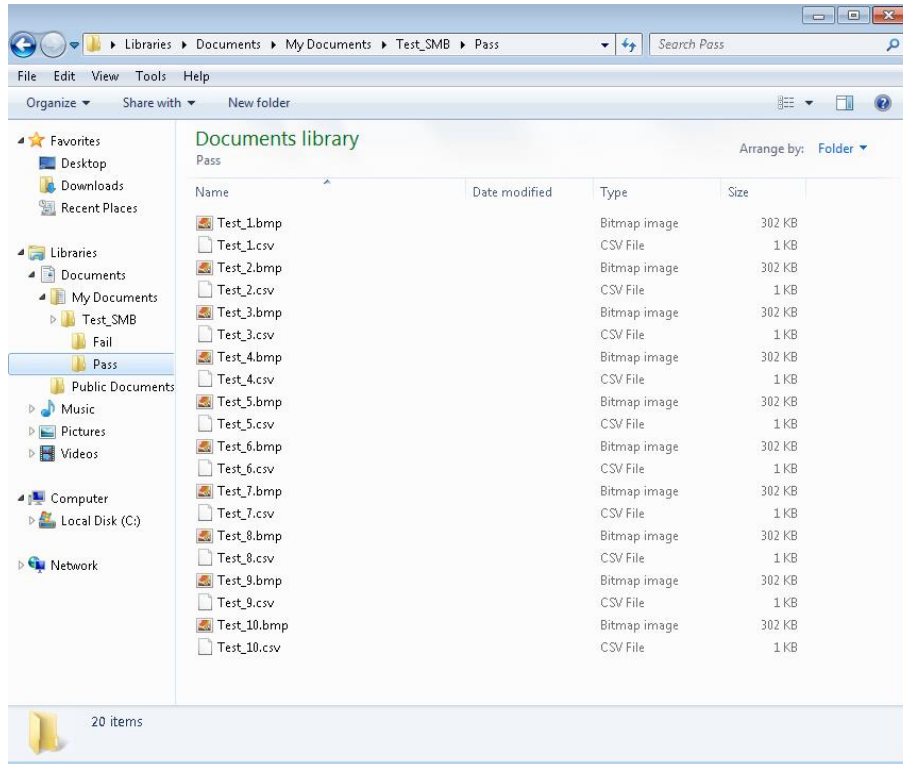 Libraries Documents My Documents Test_SMB Pass Search Pass
File Edit View Tools Help
Organize Share with New folder
Favorites
Desktop
Downloads
Recent Places
Libraries
Documents
My Documents
Test_SMB
Fail
Pass
Public Documents
Music
Pictures
Videos
Computer
Local Disk (C:)
Network
Documents library
Pass
Arrange by: Folder
Name Date modified Type Size
Test_1.bmp Bitmap image 302 KB
Test_1.csv CSV File 1 KB
Test_2.bmp Bitmap image 302 KB
Test_2.csv CSV File 1 KB
Test_3.bmp Bitmap image 302 KB
Test_3.csv CSV File 1 KB
Test_4.bmp Bitmap image 302 KB
Test_4.csv CSV File 1 KB
Test_5.bmp Bitmap image 302 KB
Test_5.csv CSV File 1 KB
Test_6.bmp Bitmap image 302 KB
Test_6.csv CSV File 1 KB
Test_7.bmp Bitmap image 302 KB
Test_7.csv CSV File 1 KB
Test_8.bmp Bitmap image 302 KB
Test_8.csv CSV File 1 KB
Test_9.bmp Bitmap image 302 KB
Test_9.csv CSV File 1 KB
Test_10.bmp Bitmap image 302 KB
Test_10.csv CSV File 1 KB
20 items